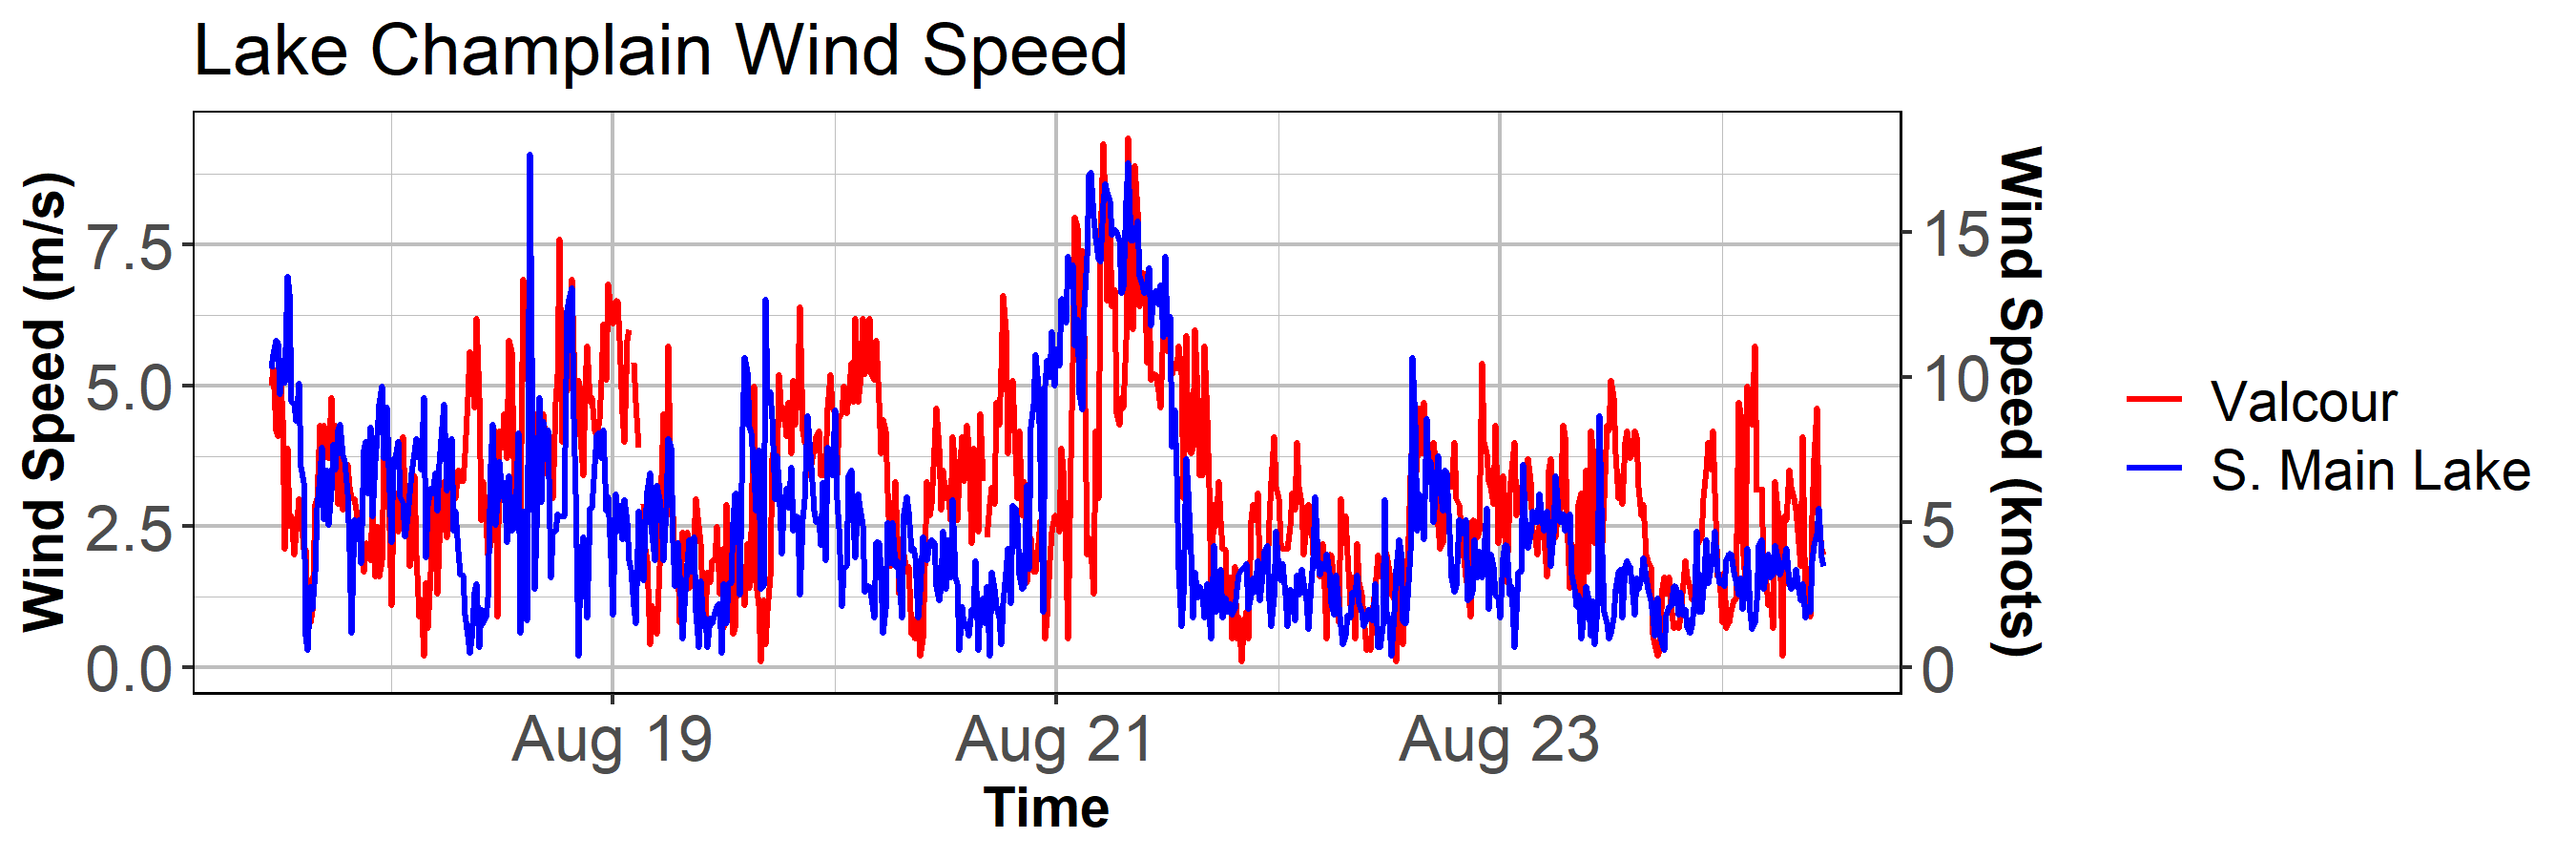 Lake Champlain Wind Speed
Wind Speed (m/s)
7.5
5.0
2.5
0.0
15
10
5
0
Wind Speed (knots)
Aug 19
Aug 21
Aug 23
Time
Valcour
S. Main Lake